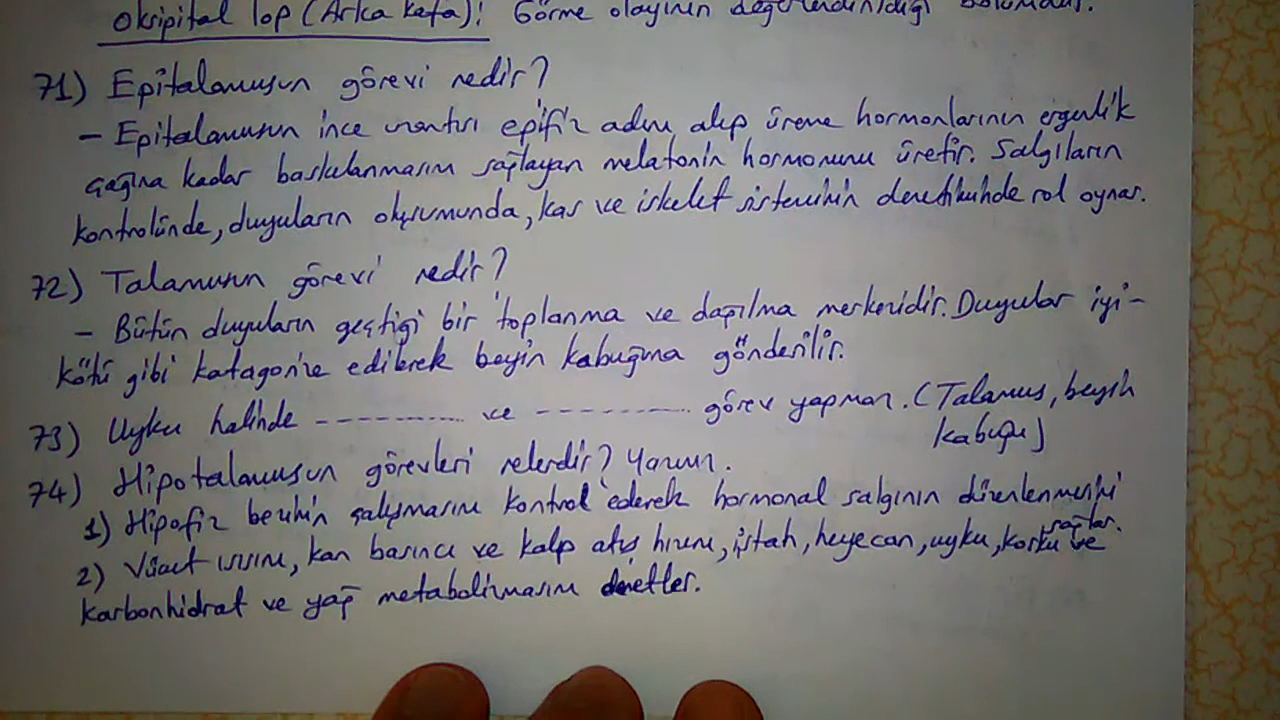 Oksipital lop (Arka kafa): Görme olayının değerlendirildiği bölümdür.
71) Epitalamusun görevi nedir?
- Epitalamusun ince uzantısı epifiz adını alıp üreme hormonlarının ergenlik
çağına kadar baskılanmasını sağlayan melatonin hormonunu üretir. Salgıların
kontrolünde, duyuların oluşumunda, kas ve iskelet sisteminin denetiminde rol oynar.
72) Talamusun görevi nedir?
- Bütün duyuların geçtiği bir toplanma ve dağılma merkezidir. Duyular iyi-
kötü gibi katagorize edilerek beyin kabuğuna gönderilir.
73) Uyku halinde ---------- ve ---------- görev yapmaz. (Talamus, beyin
kabuğu)
74) Hipotalamusun görevleri nelerdir? Yazınız.
1) Hipofiz bezinin çalışmasını kontrol ederek hormonal salgının düzenlenmesini
sağlar.
2) Vücut ısısını, kan basıncı ve kalp atış hızını, iştah, heyecan, uyku, korku ve
karbonhidrat ve yağ metabolizmasını denetler.